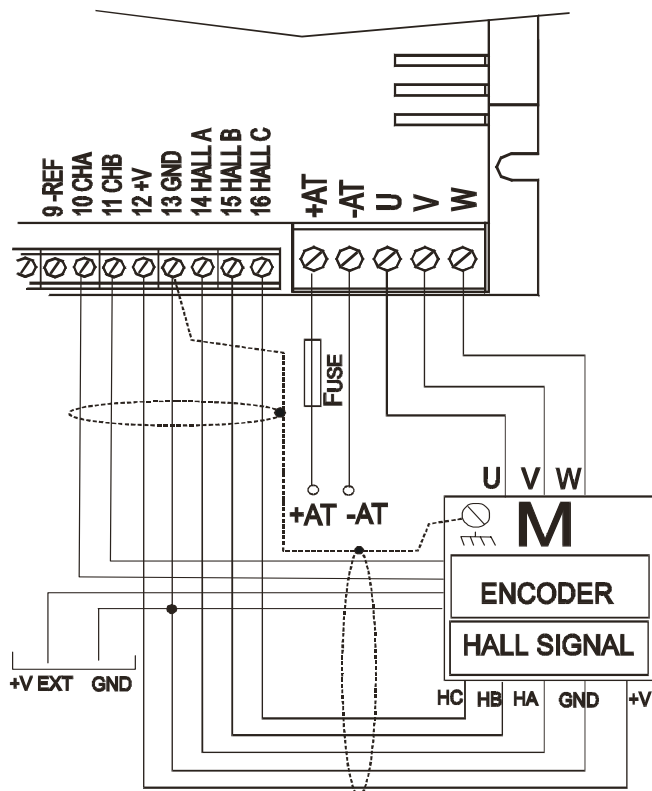 9 -REF
10 CHA
11 CHB
12 +V
13 GND
14 HALL A
15 HALL B
16 HALL C
+AT
-AT
U
V
W
FUSE
+AT -AT
U V W
M
ENCODER
HALL SIGNAL
+V EXT GND
HC HB HA GND +V